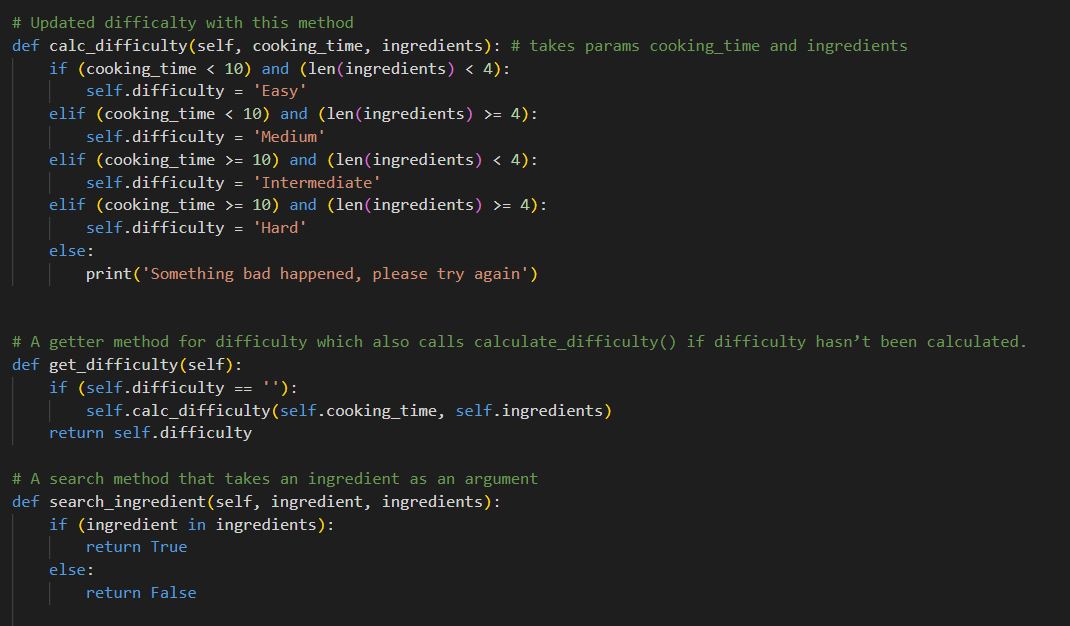 # Updated difficalty with this method
def calc_difficulty(self, cooking_time, ingredients): # takes params cooking_time and ingredients
    if (cooking_time < 10) and (len(ingredients) < 4):
        self.difficulty = 'Easy'
    elif (cooking_time < 10) and (len(ingredients) >= 4):
        self.difficulty = 'Medium'
    elif (cooking_time >= 10) and (len(ingredients) < 4):
        self.difficulty = 'Intermediate'
    elif (cooking_time >= 10) and (len(ingredients) >= 4):
        self.difficulty = 'Hard'
    else:
        print('Something bad happened, please try again')
# A getter method for difficulty which also calls calculate_difficulty() if difficulty hasn’t been calculated.
def get_difficulty(self):
    if (self.difficulty == ''):
        self.calc_difficulty(self.cooking_time, self.ingredients)
    return self.difficulty
# A search method that takes an ingredient as an argument
def search_ingredient(self, ingredient, ingredients):
    if (ingredient in ingredients):
        return True
    else:
        return False